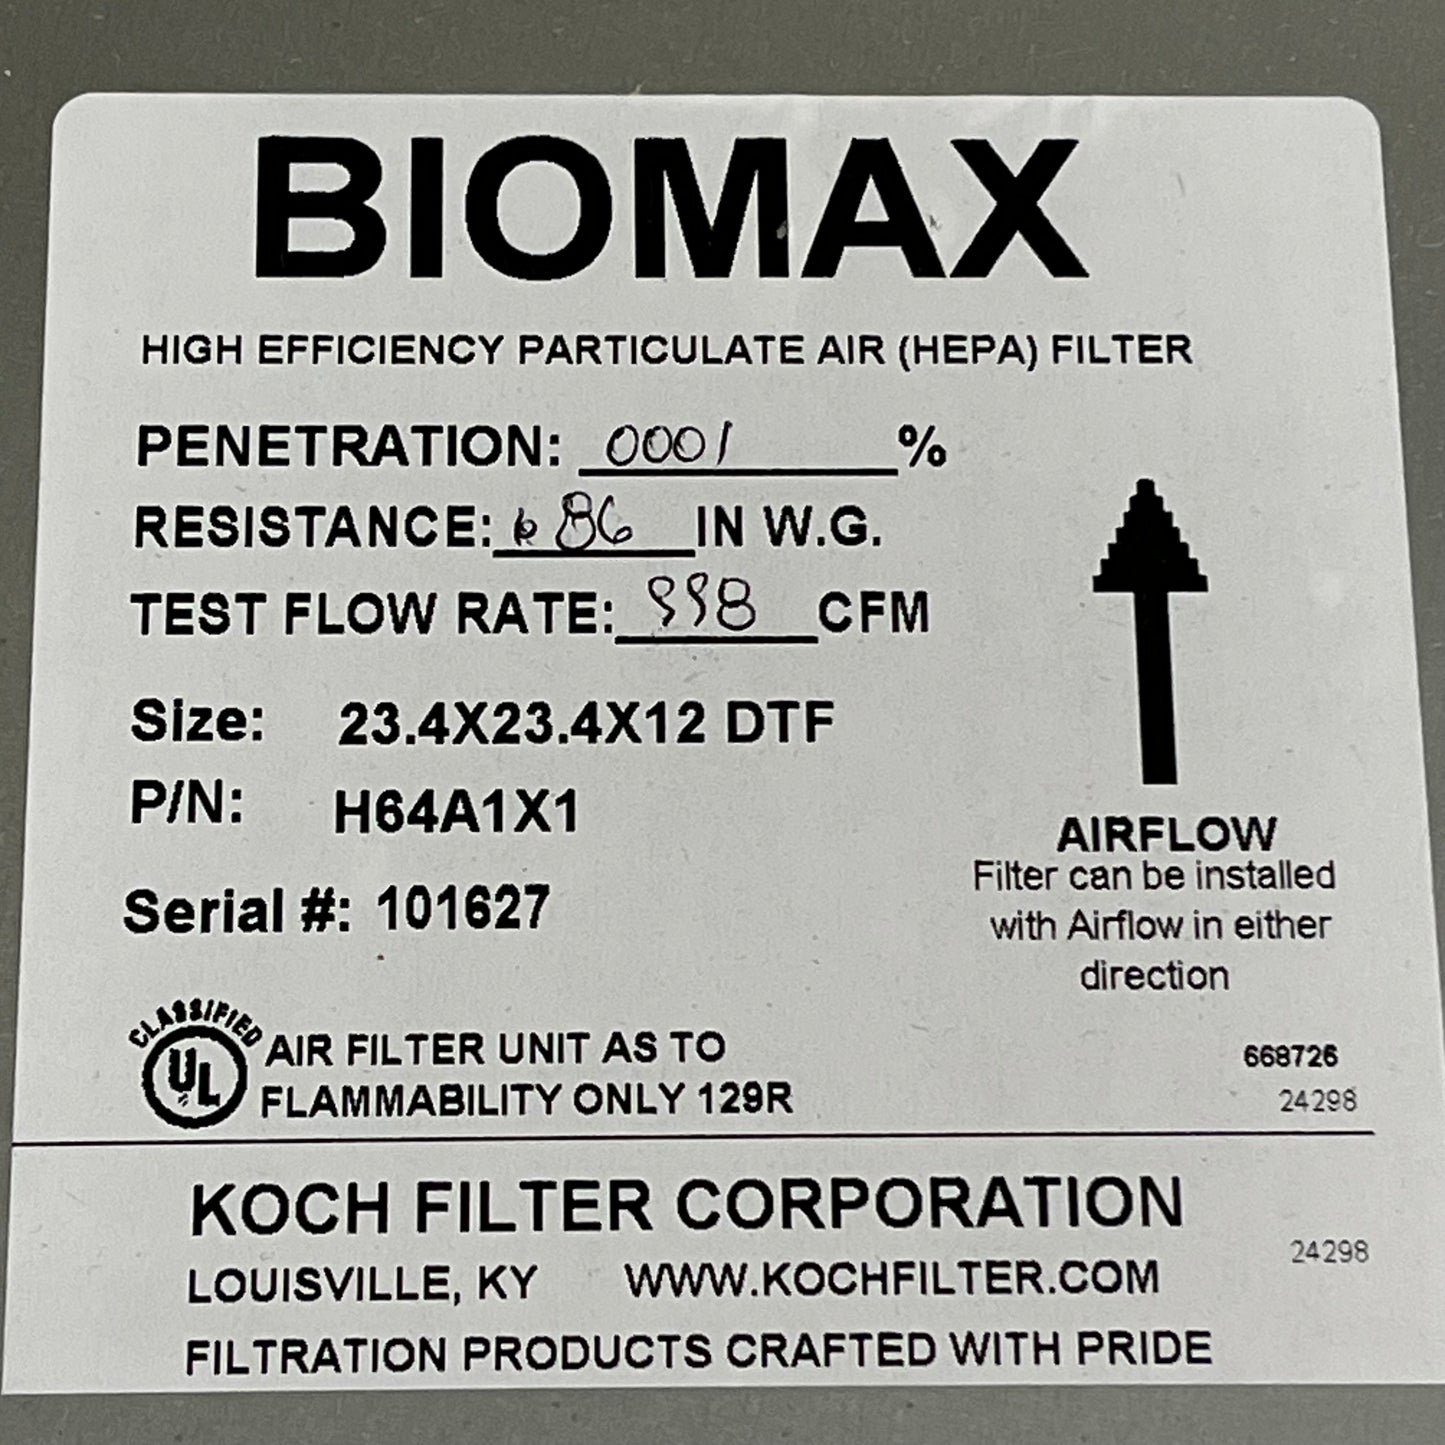 BIOMAX
HIGH EFFICIENCY PARTICULATE AIR (HEPA) FILTER
PENETRATION: 0001 %
RESISTANCE: 86 IN W.G.
TEST FLOW RATE: 998 CFM
Size: 23.4X23.4X12 DTF
P/N: H64A1X1
Serial #: 101627
AIRFLOW
Filter can be installed
with Airflow in either
direction
CLASSIFIED
UL
AIR FILTER UNIT AS TO
FLAMMABILITY ONLY 129R
668726
24298
KOCH FILTER CORPORATION
24298
LOUISVILLE, KY WWW.KOCHFILTER.COM
FILTRATION PRODUCTS CRAFTED WITH PRIDE